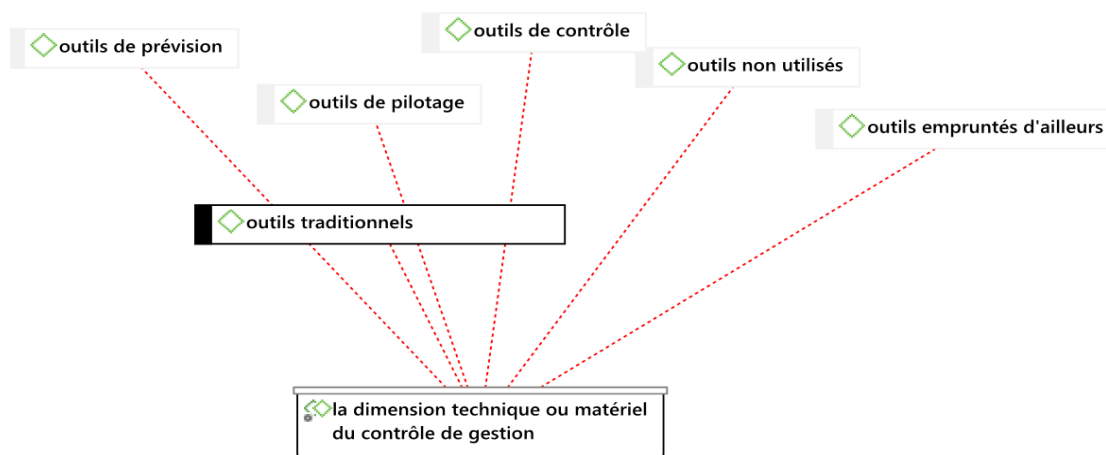 outils de prévision
outils de contrôle
outils non utilisés
outils de pilotage
outils empruntés d'ailleurs
outils traditionnels
la dimension technique ou matériel
du contrôle de gestion